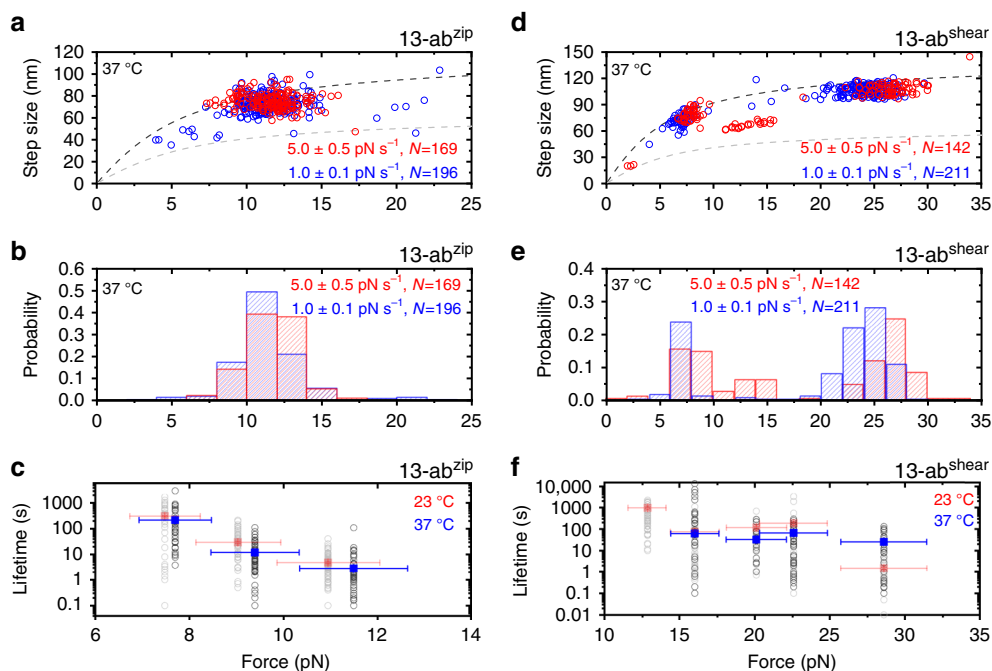 a
13-ab^zip
120
100
80
60
40
20
0
Step size (nm)
37 °C
5.0 ± 0.5 pN s⁻¹, N=169
1.0 ± 0.1 pN s⁻¹, N=196
0 5 10 15 20 25
d
13-ab^shear
150
120
90
60
30
0
Step size (nm)
37 °C
5.0 ± 0.5 pN s⁻¹, N=142
1.0 ± 0.1 pN s⁻¹, N=211
0 5 10 15 20 25 30 35
b
13-ab^zip
0.6
0.5
0.4
0.3
0.2
0.1
0.0
Probability
37 °C
5.0 ± 0.5 pN s⁻¹, N=169
1.0 ± 0.1 pN s⁻¹, N=196
0 5 10 15 20 25
e
13-ab^shear
0.4
0.3
0.2
0.1
0.0
Probability
37 °C
5.0 ± 0.5 pN s⁻¹, N=142
1.0 ± 0.1 pN s⁻¹, N=211
0 5 10 15 20 25 30 35
c
13-ab^zip
1000
100
10
1
0.1
Lifetime (s)
23 °C
37 °C
6 8 10 12 14
Force (pN)
f
13-ab^shear
10,000
1000
100
10
1
0.1
0.01
Lifetime (s)
23 °C
37 °C
10 15 20 25 30 35
Force (pN)